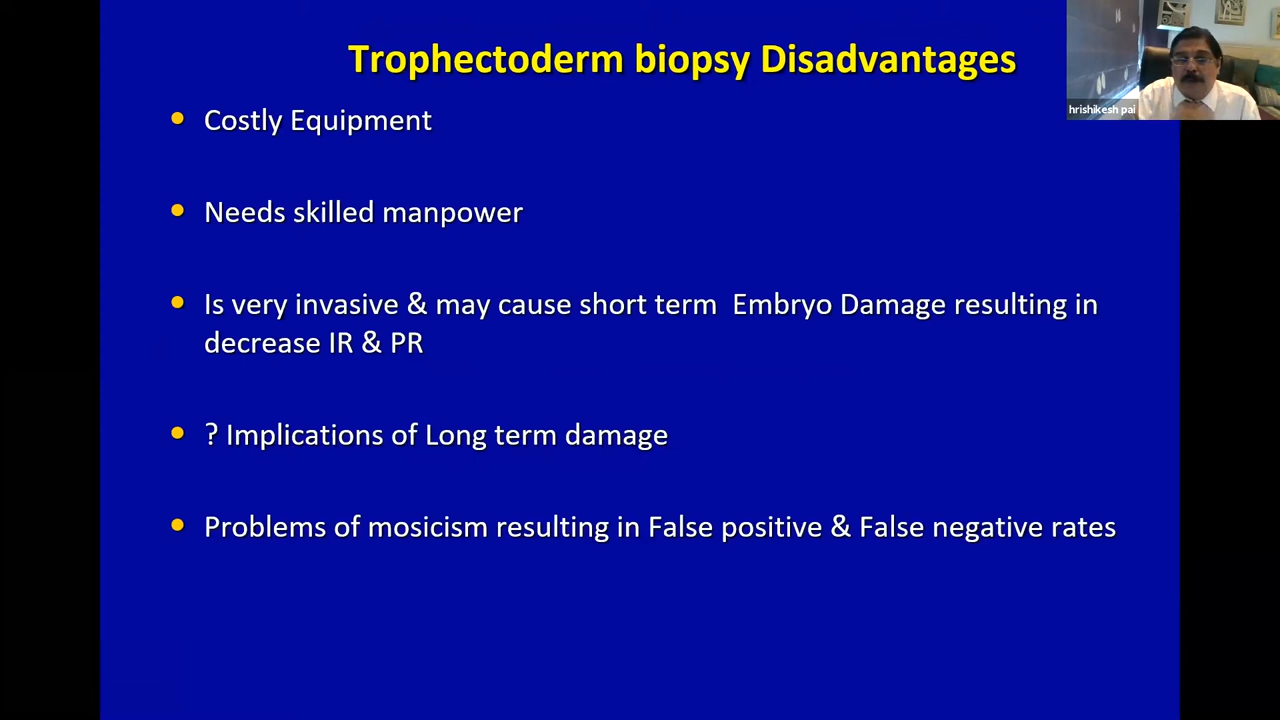 Trophectoderm biopsy Disadvantages
hrishikesh pai
• Costly Equipment
• Needs skilled manpower
• Is very invasive & may cause short term Embryo Damage resulting in
decrease IR & PR
• ? Implications of Long term damage
• Problems of mosicism resulting in False positive & False negative rates